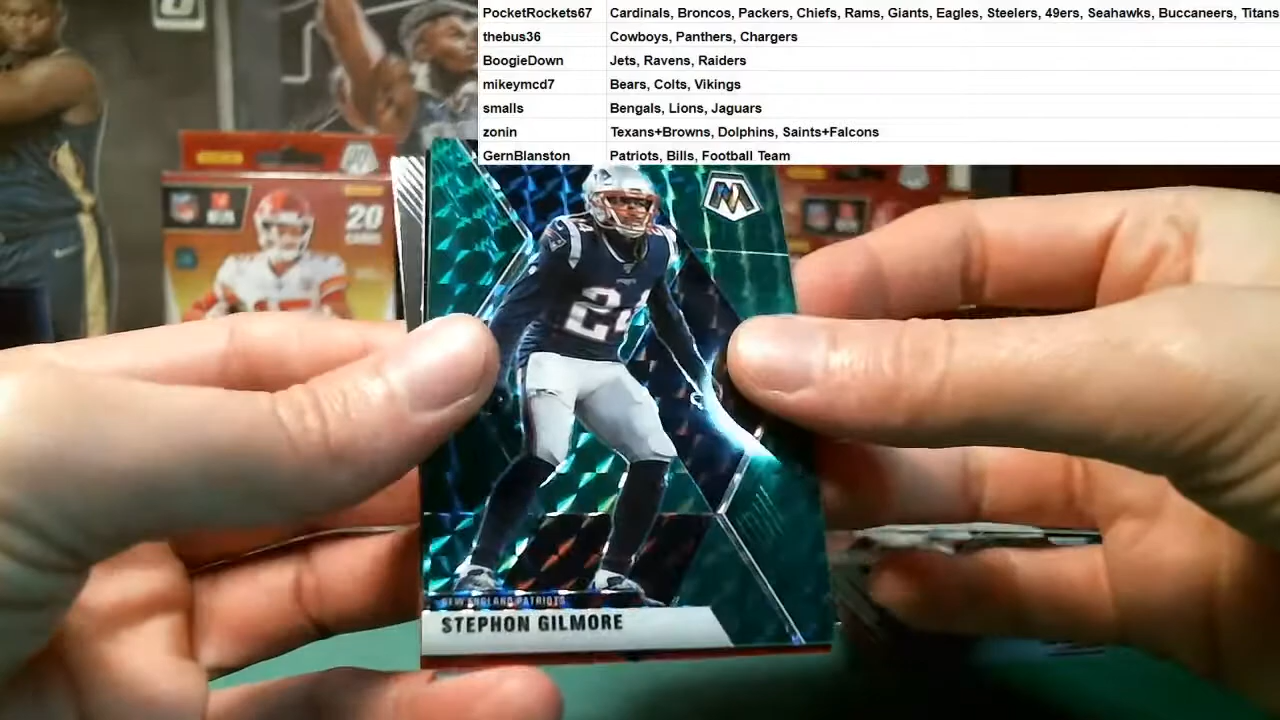 PocketRockets67 Cardinals, Broncos, Packers, Chiefs, Rams, Giants, Eagles, Steelers, 49ers, Seahawks, Buccaneers, Titans
thebus36 Cowboys, Panthers, Chargers
BoogieDown Jets, Ravens, Raiders
mikeymcd7 Bears, Colts, Vikings
smalls Bengals, Lions, Jaguars
zonin Texans+Browns, Dolphins, Saints+Falcons
GernBlanston Patriots, Bills, Football Team
20
M
24
NEW ENGLAND PATRIOTS
STEPHON GILMORE